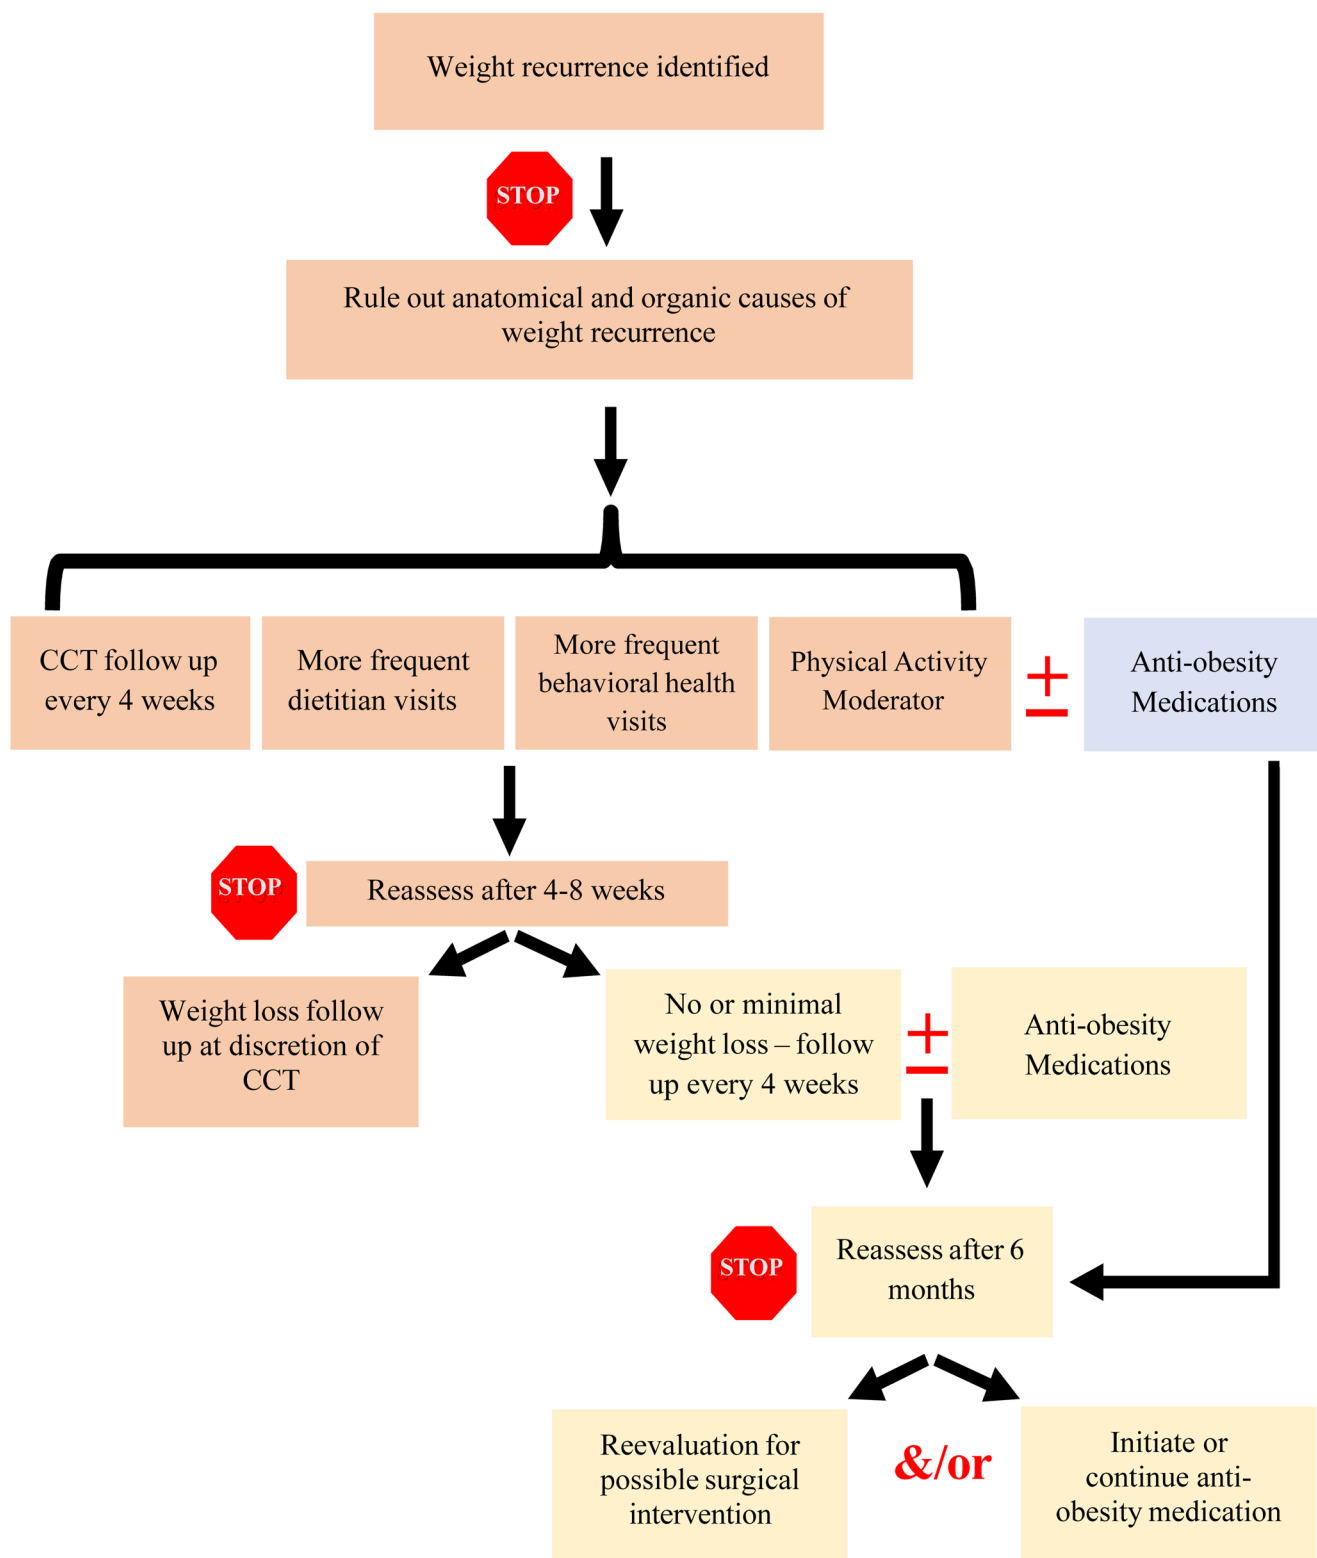 Weight recurrence identified
STOP
Rule out anatomical and organic causes of
weight recurrence
CCT follow up
every 4 weeks
More frequent
dietitian visits
More frequent
behavioral health
visits
Physical Activity
Moderator
±
Anti-obesity
Medications
STOP
Reassess after 4-8 weeks
Weight loss follow
up at discretion of
CCT
No or minimal
weight loss – follow
up every 4 weeks
±
Anti-obesity
Medications
STOP
Reassess after 6
months
Reevaluation for
possible surgical
intervention
&/or
Initiate or
continue anti-
obesity medication